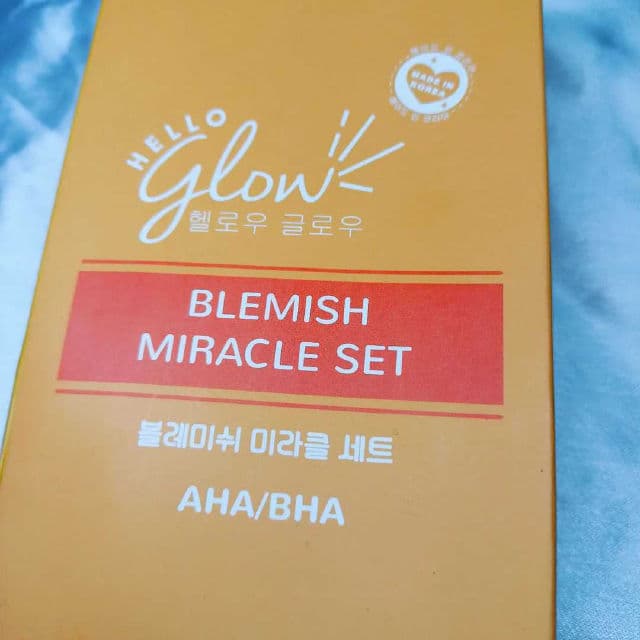 MADE IN
KOREA
HELLO
Glow
헬로우 글로우
BLEMISH
MIRACLE SET
블레미쉬 미라클 세트
AHA/BHA